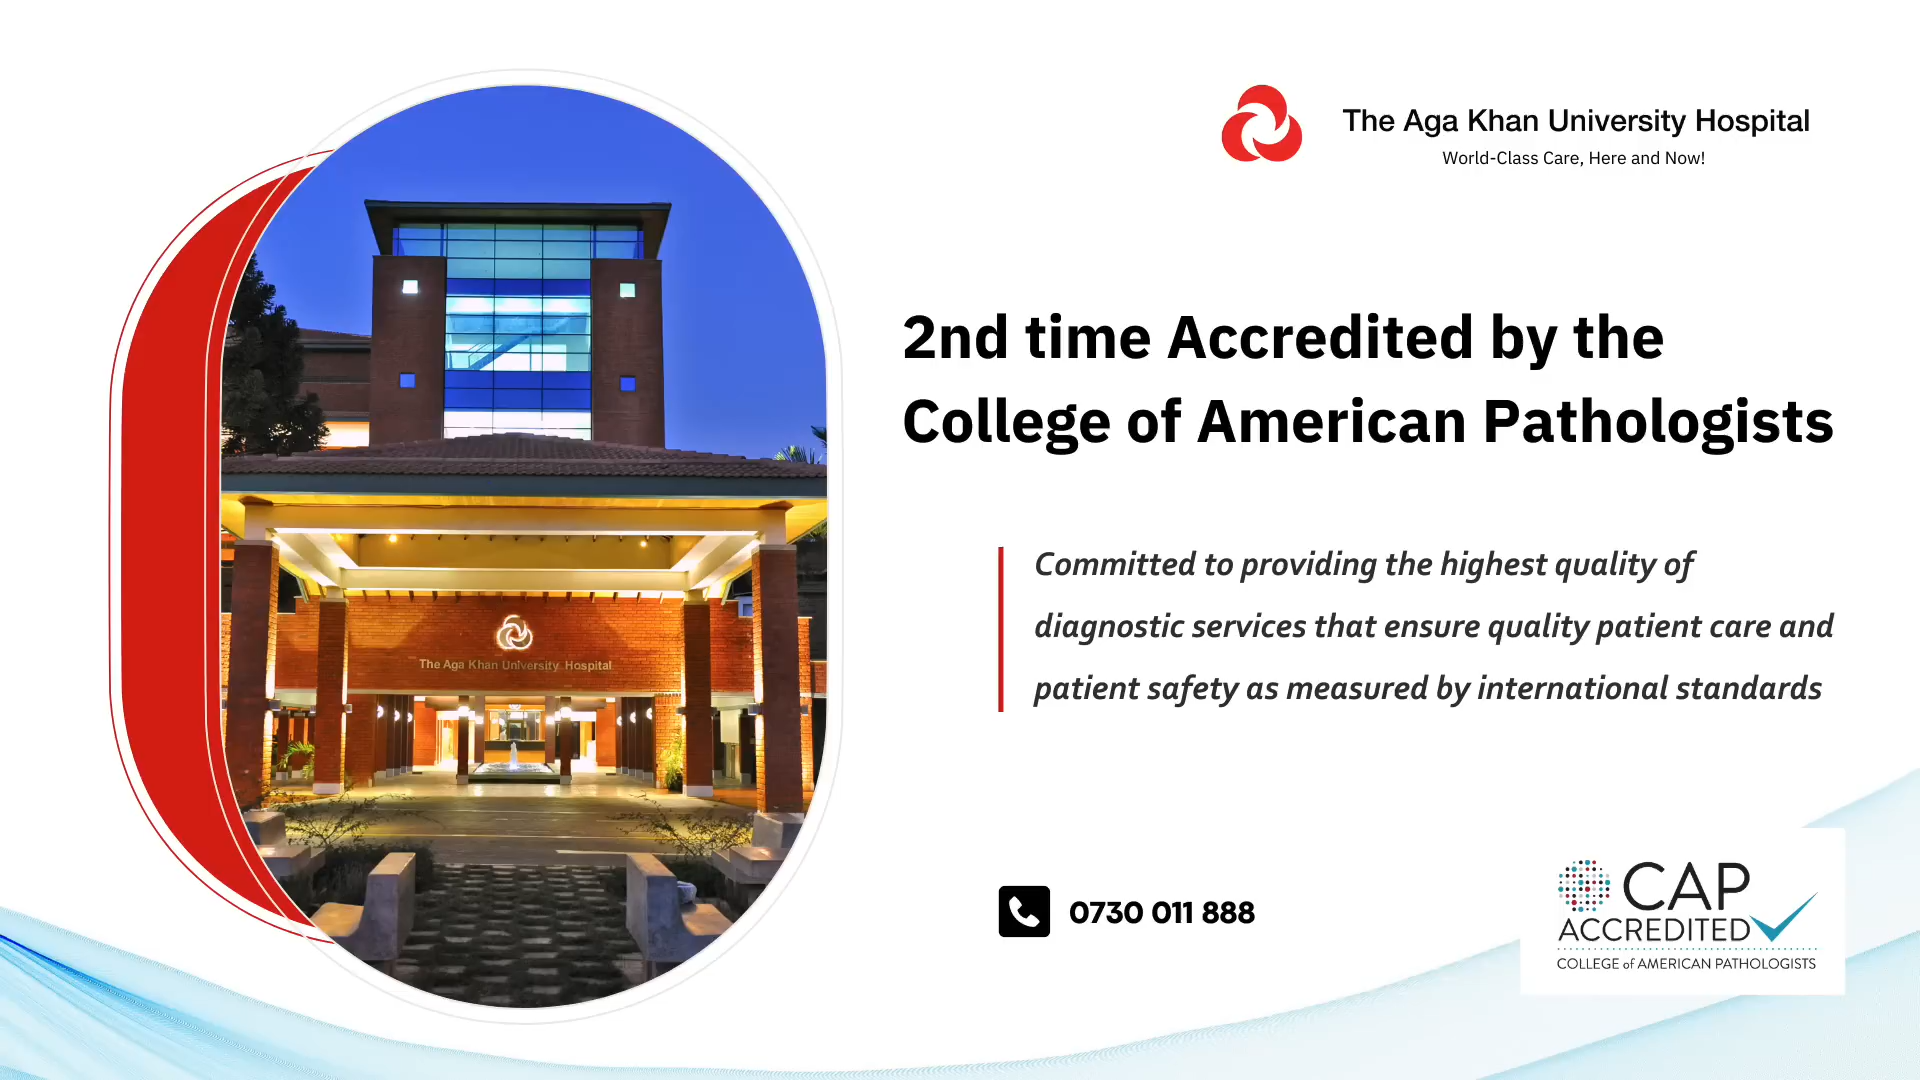 The Aga Khan University Hospital
World-Class Care, Here and Now!
2nd time Accredited by the
College of American Pathologists
Committed to providing the highest quality of
diagnostic services that ensure quality patient care and
patient safety as measured by international standards
The Aga Khan University Hospital
0730 011 888
CAP
ACCREDITED
COLLEGE of AMERICAN PATHOLOGISTS